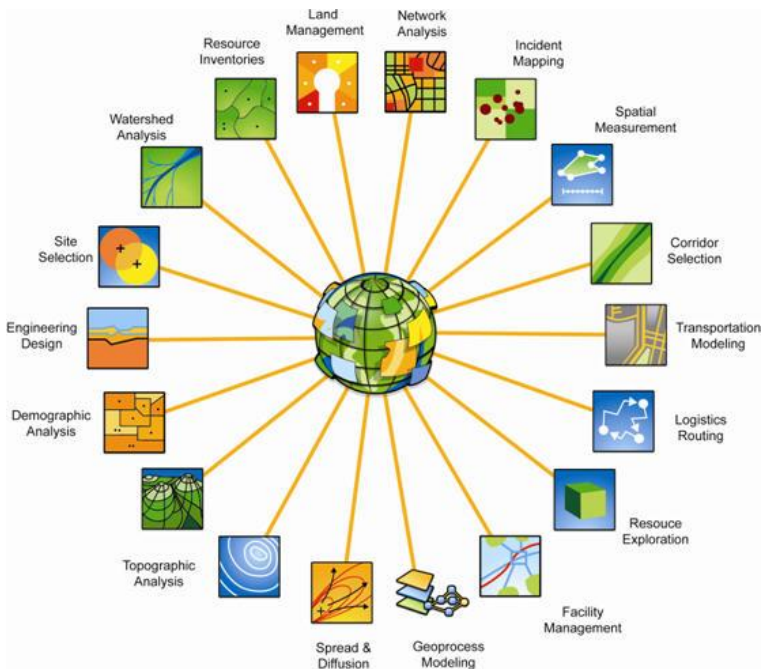 Land
Management
Network
Analysis
Incident
Mapping
Spatial
Measurement
Corridor
Selection
Transportation
Modeling
Logistics
Routing
Resouce
Exploration
Facility
Management
Geoprocess
Modeling
Spread &
Diffusion
Topographic
Analysis
Demographic
Analysis
Engineering
Design
Site
Selection
Watershed
Analysis
Resource
Inventories